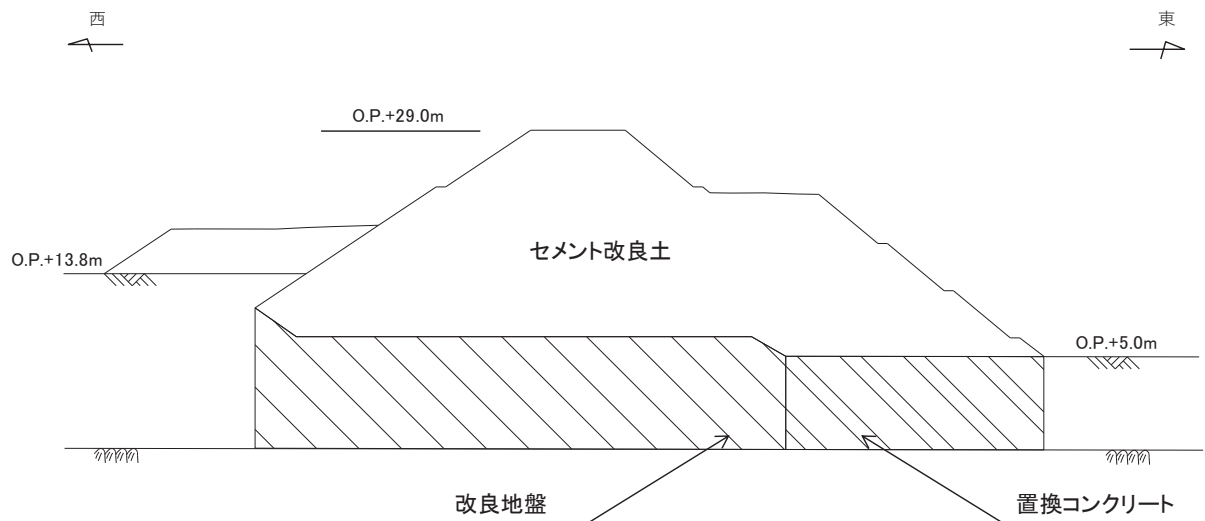 西
東
O.P.+29.0m
セメント改良土
O.P.+13.8m
O.P.+5.0m
改良地盤
置換コンクリート